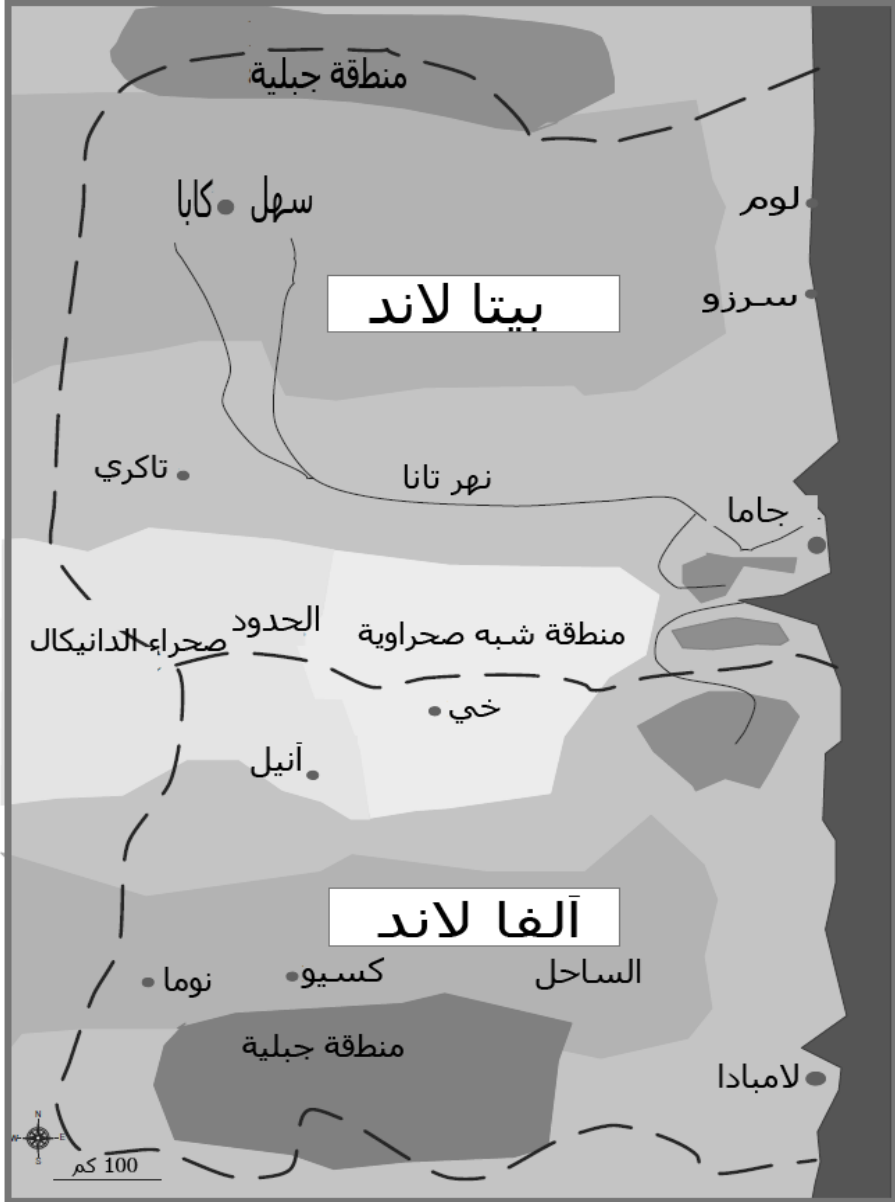 منطقة جبلية
كابا
سهل
لوم
سرزو
بيتا لاند
تاكري
نهر تانا
جاما
الحدود
صحراء الدانيكال
منطقة شبه صحراوية
خي
آنيل
آلفا لاند
الساحل
كسيو
نوما
منطقة جبلية
لامبادا
N
W
E
S
100 كم